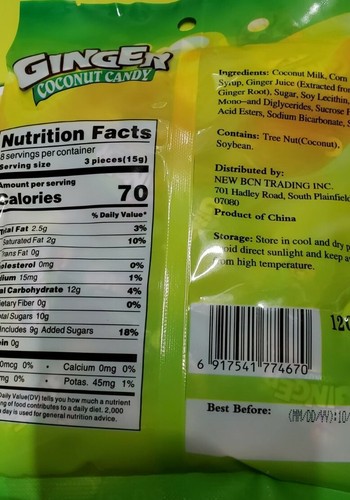 GINGER
COCONUT CANDY
Nutrition Facts
8 servings per container
Serving size 3 pieces(15g)
Amount per serving
Calories 70
% Daily Value*
Fat 2.5g 3%
Saturated Fat 2g 10%
Trans Fat 0g
0mg 0%
15mg 1%
Carbohydrate 12g 4%
Dietary Fiber 0g 0%
Sugars 10g
Includes 9g Added Sugars 18%
0g
0mcg 0% • Calcium 0mg 0%
0% • Potas. 45mg 1%
Daily Value(DV) tells you how much a nutrient
of food contributes to a daily diet. 2,000
a day is used for general nutrition advice.
Ingredients: Coconut Milk, Corn
Syrup, Ginger Juice (Extracted from
Ginger Root), Sugar, Soy Lecithin,
Mono-and Diglycerides, Sucrose
Acid Esters, Sodium Bicarbonate,
Contains: Tree Nut(Coconut),
Soybean.
Distributed by:
NEW BCN TRADING INC.
701 Hadley Road, South Plainfield
07080
Product of China
Storage: Store in cool and dry
avoid direct sunlight and keep
from high temperature.
6 917541 774670
Best Before: (MM/DD/YY):10/